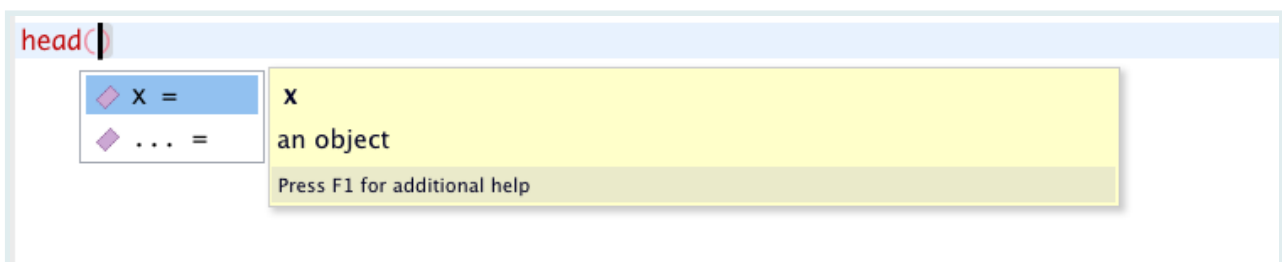 head()
x =
... =
x
an object
Press F1 for additional help